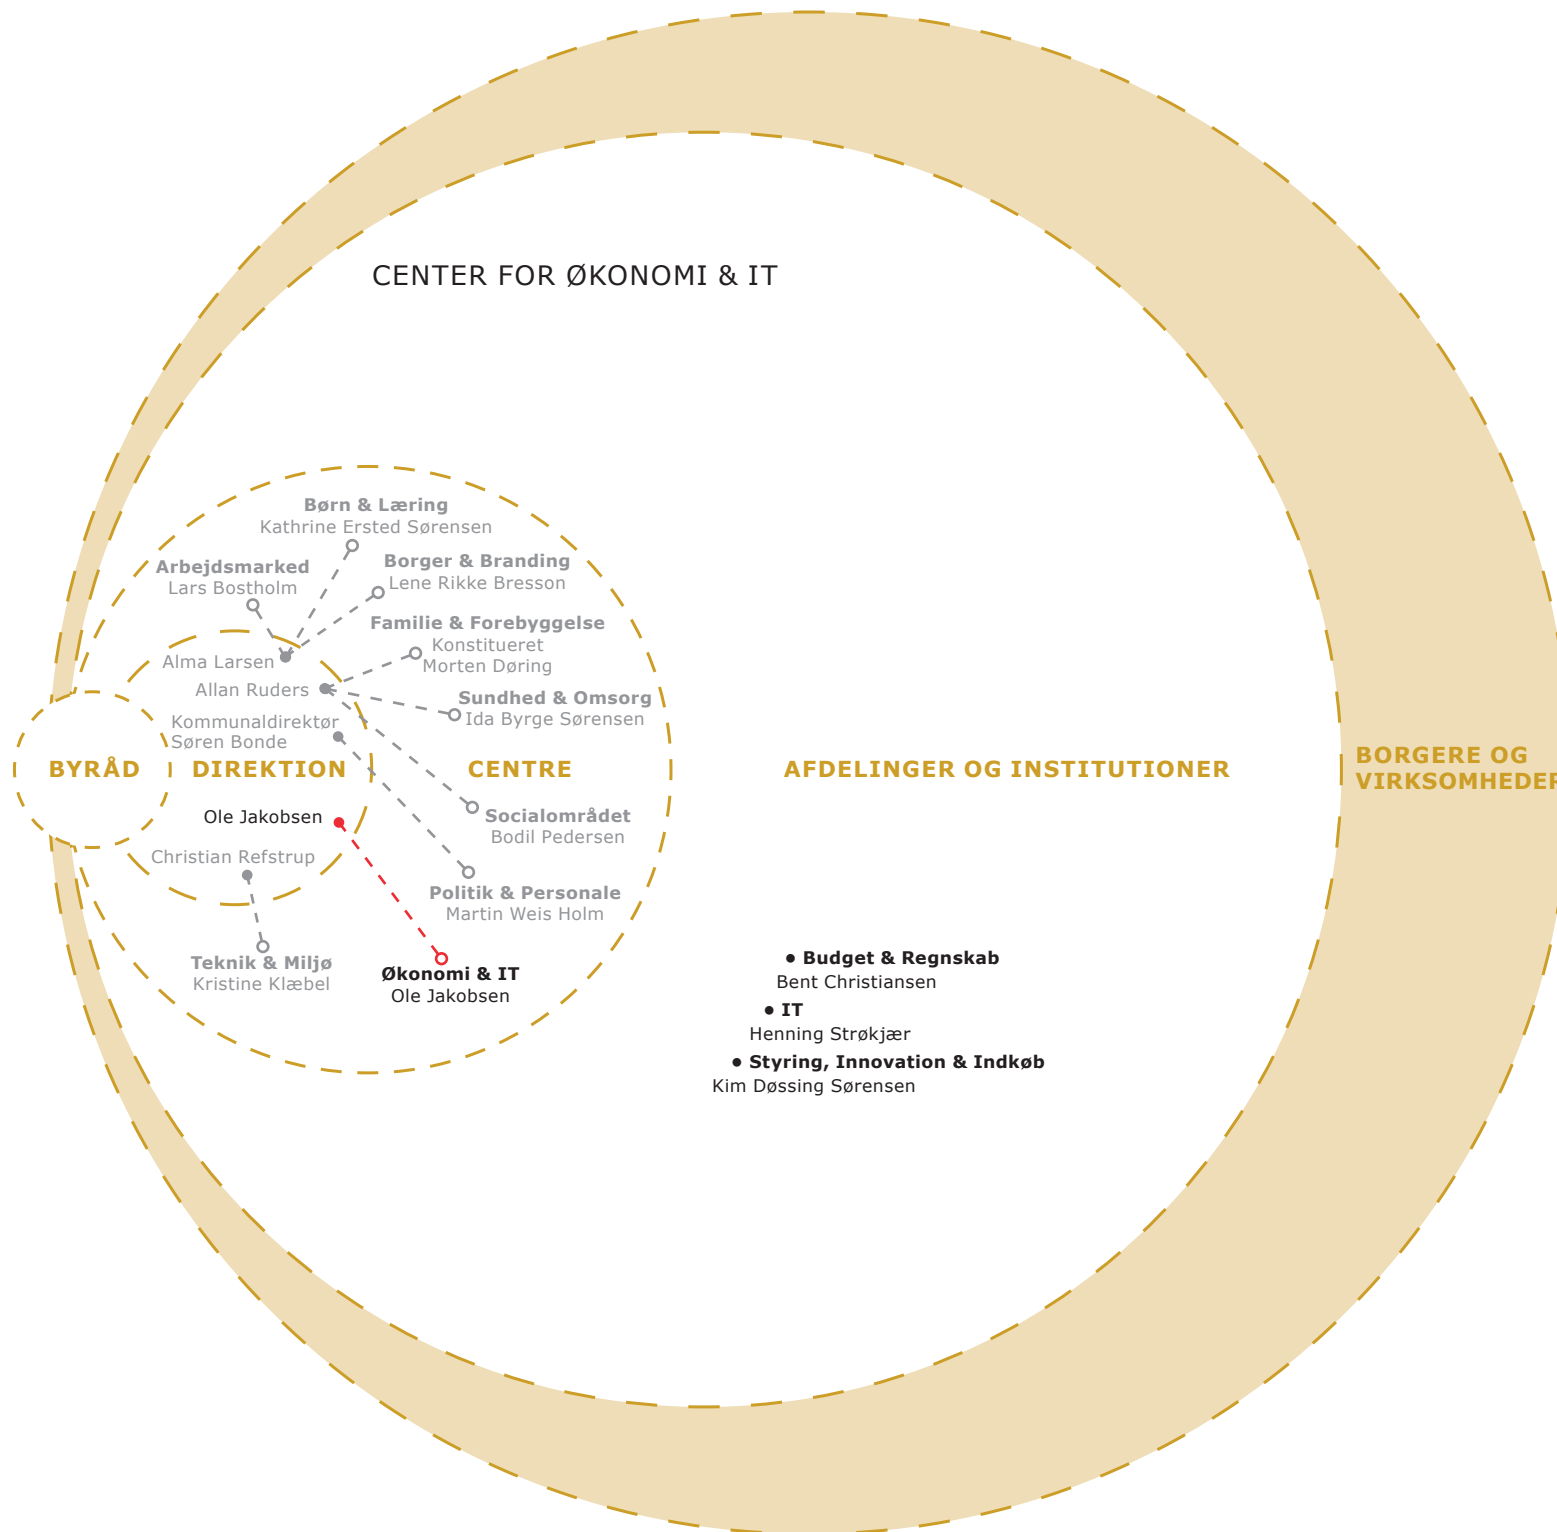 CENTER FOR ØKONOMI & IT
Børn & Læring
Kathrine Ersted Sørensen
Arbejdsmarked
Lars Bostholm
Borger & Branding
Lene Rikke Bresson
Familie & Forebyggelse
Konstitueret
Morten Døring
Alma Larsen
Allan Ruders
Sundhed & Omsorg
Ida Byrge Sørensen
Kommunaldirektør
Søren Bonde
BYRÅD
DIREKTION
CENTRE
AFDELINGER OG INSTITUTIONER
BORGERE OG
VIRKSOMHEDER
Ole Jakobsen
Socialområdet
Bodil Pedersen
Christian Refstrup
Politik & Personale
Martin Weis Holm
Teknik & Miljø
Kristine Klæbel
Økonomi & IT
Ole Jakobsen
• Budget & Regnskab
Bent Christiansen
• IT
Henning Strøkjær
• Styring, Innovation & Indkøb
Kim Døssing Sørensen